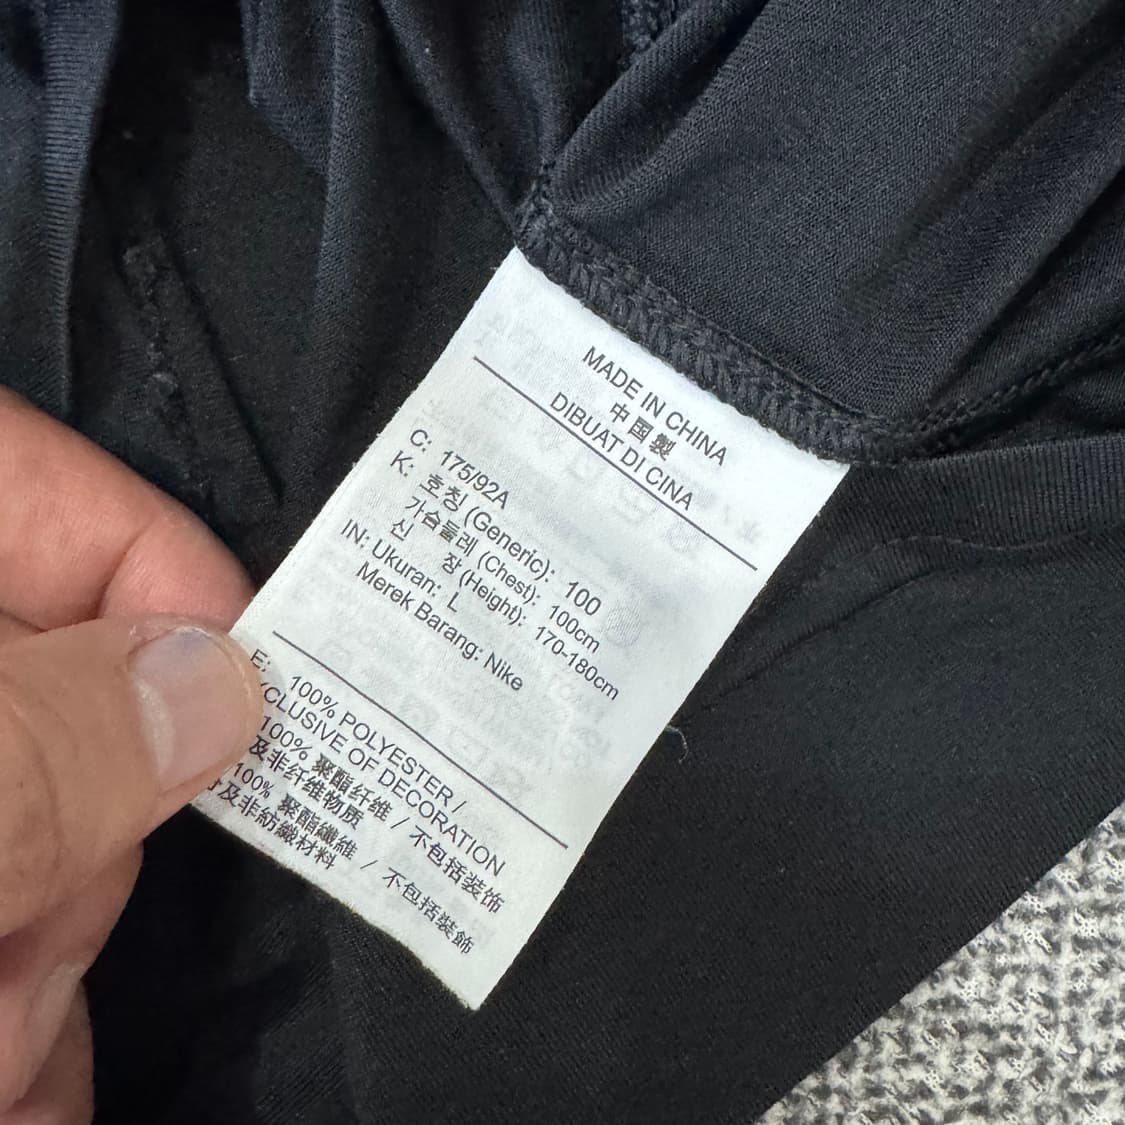 MADE IN CHINA
中国製
DIBUAT DI CINA
C: 175/92A
K: 호칭 (Generic): 100
가슴둘레 (Chest): 100cm
신 장 (Height): 170-180cm
IN: Ukuran: L
Merek Barang: Nike
E: 100% POLYESTER /
CLUSIVE OF DECORATION
100% 聚酯纤维 / 不包括装饰
及非纤维物质
100% 聚酯纖維 / 不包括裝飾
及非紡織材料